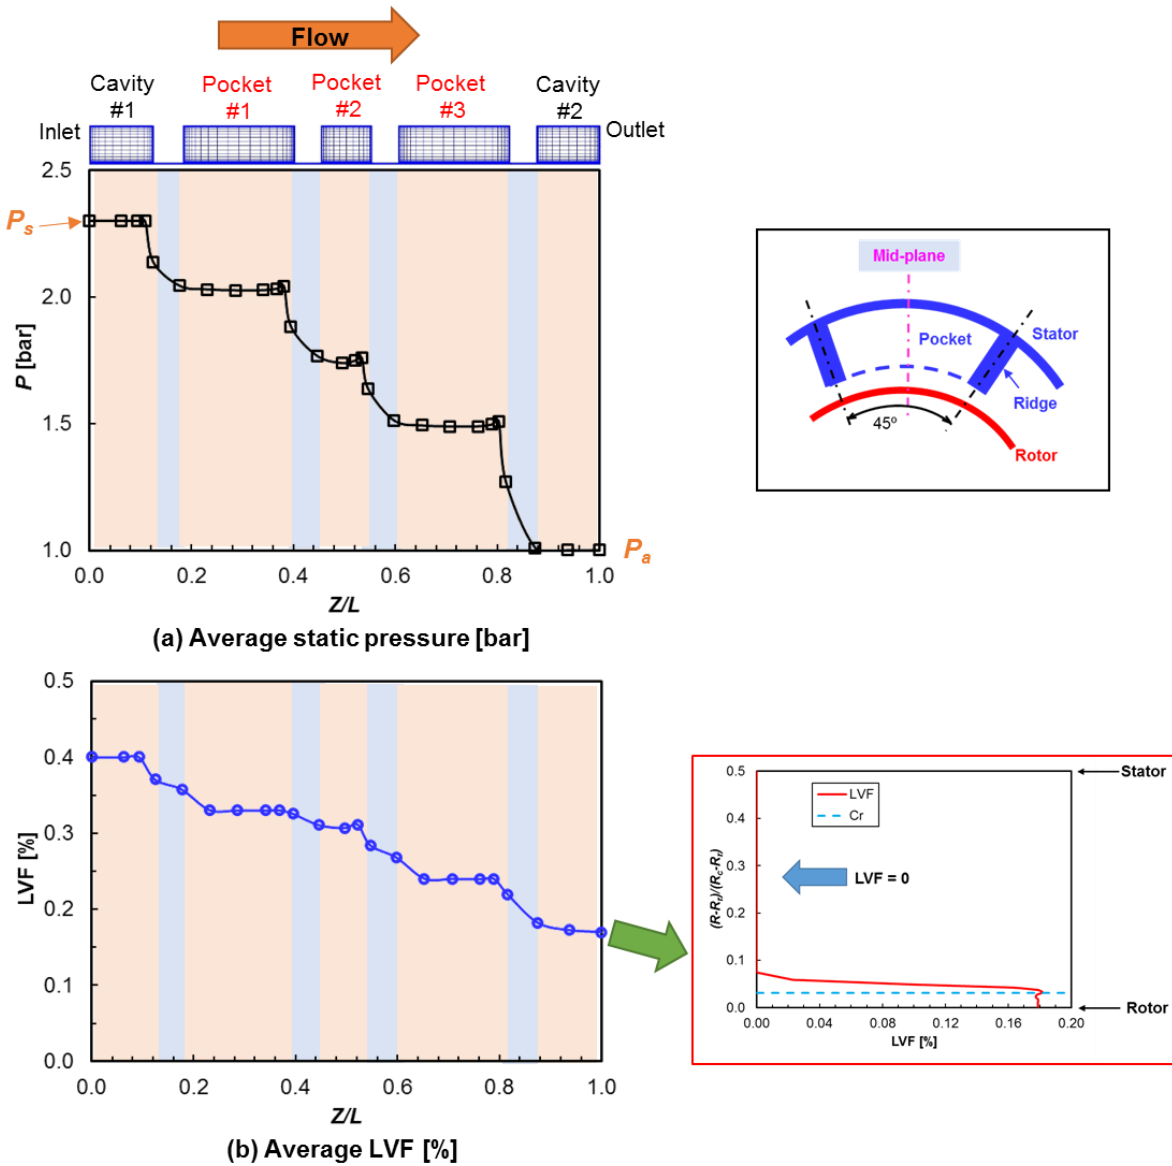 Flow
Cavity #1
Pocket #1
Pocket #2
Pocket #3
Cavity #2
Inlet
Outlet
2.5
2.0
1.5
1.0
P [bar]
Ps
Pa
0.0 0.2 0.4 0.6 0.8 1.0
Z/L
(a) Average static pressure [bar]
Mid-plane
Pocket
Stator
Ridge
45º
Rotor
0.5
0.4
0.3
0.2
0.1
0.0
LVF [%]
0.0 0.2 0.4 0.6 0.8 1.0
Z/L
(b) Average LVF [%]
0.5
0.4
0.3
0.2
0.1
0.0
(R-Rr)/(Rc-Rr)
LVF
Cr
LVF = 0
Stator
Rotor
0.00 0.04 0.08 0.12 0.16 0.20
LVF [%]